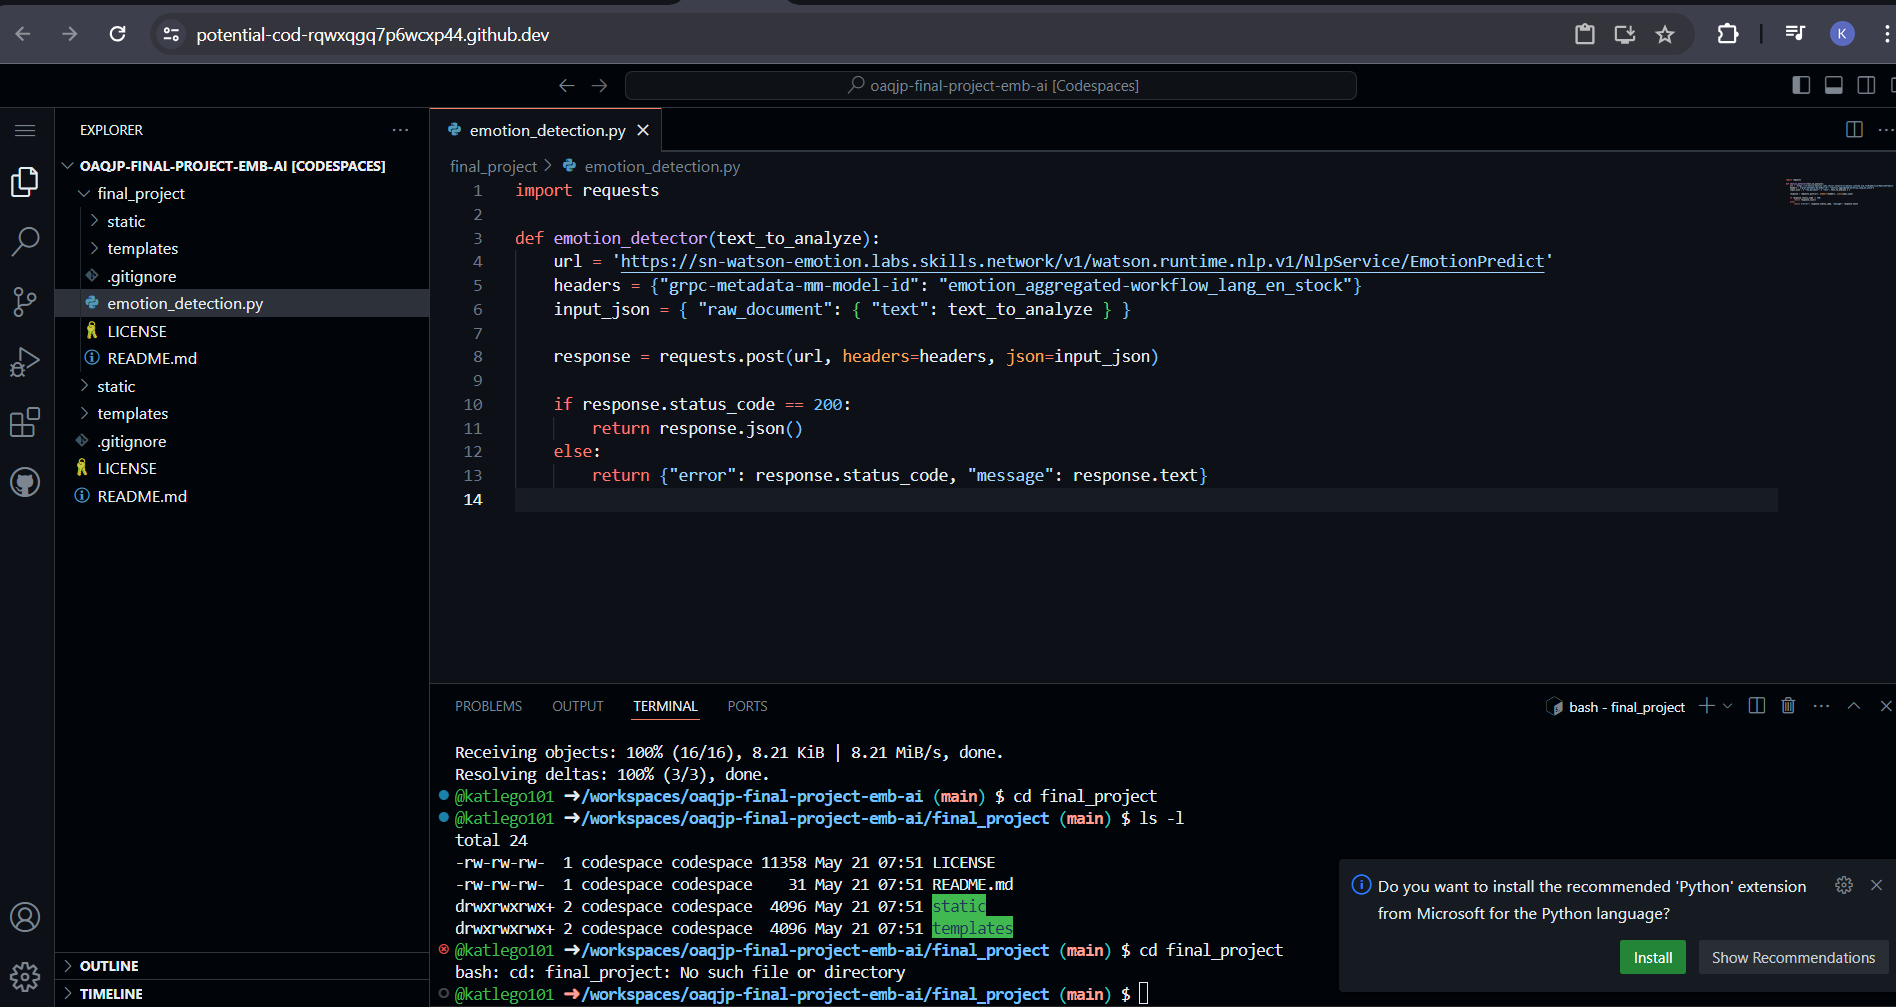 potential-cod-rqwxqgq7p6wcxp44.github.dev
K
oaqjp-final-project-emb-ai [Codespaces]
EXPLORER
OAQJP-FINAL-PROJECT-EMB-AI [CODESPACES]
final_project
static
templates
.gitignore
emotion_detection.py
LICENSE
README.md
static
templates
.gitignore
LICENSE
README.md
OUTLINE
TIMELINE
emotion_detection.py
final_project > emotion_detection.py
1 import requests
2
3 def emotion_detector(text_to_analyze):
4     url = 'https://sn-watson-emotion.labs.skills.network/v1/watson.runtime.nlp.v1/NlpService/EmotionPredict'
5     headers = {"grpc-metadata-mm-model-id": "emotion_aggregated-workflow_lang_en_stock"}
6     input_json = { "raw_document": { "text": text_to_analyze } }
7
8     response = requests.post(url, headers=headers, json=input_json)
9
10     if response.status_code == 200:
11         return response.json()
12     else:
13         return {"error": response.status_code, "message": response.text}
14
PROBLEMS OUTPUT TERMINAL PORTS
bash - final_project
Receiving objects: 100% (16/16), 8.21 KiB | 8.21 MiB/s, done.
Resolving deltas: 100% (3/3), done.
@katlego101 ➜/workspaces/oaqjp-final-project-emb-ai (main) $ cd final_project
@katlego101 ➜/workspaces/oaqjp-final-project-emb-ai/final_project (main) $ ls -l
total 24
-rw-rw-rw-  1 codespace codespace 11358 May 21 07:51 LICENSE
-rw-rw-rw-  1 codespace codespace    31 May 21 07:51 README.md
drwxrwxrwx+ 2 codespace codespace  4096 May 21 07:51 static
drwxrwxrwx+ 2 codespace codespace  4096 May 21 07:51 templates
@katlego101 ➜/workspaces/oaqjp-final-project-emb-ai/final_project (main) $ cd final_project
bash: cd: final_project: No such file or directory
@katlego101 ➜/workspaces/oaqjp-final-project-emb-ai/final_project (main) $
Do you want to install the recommended 'Python' extension
from Microsoft for the Python language?
Install
Show Recommendations